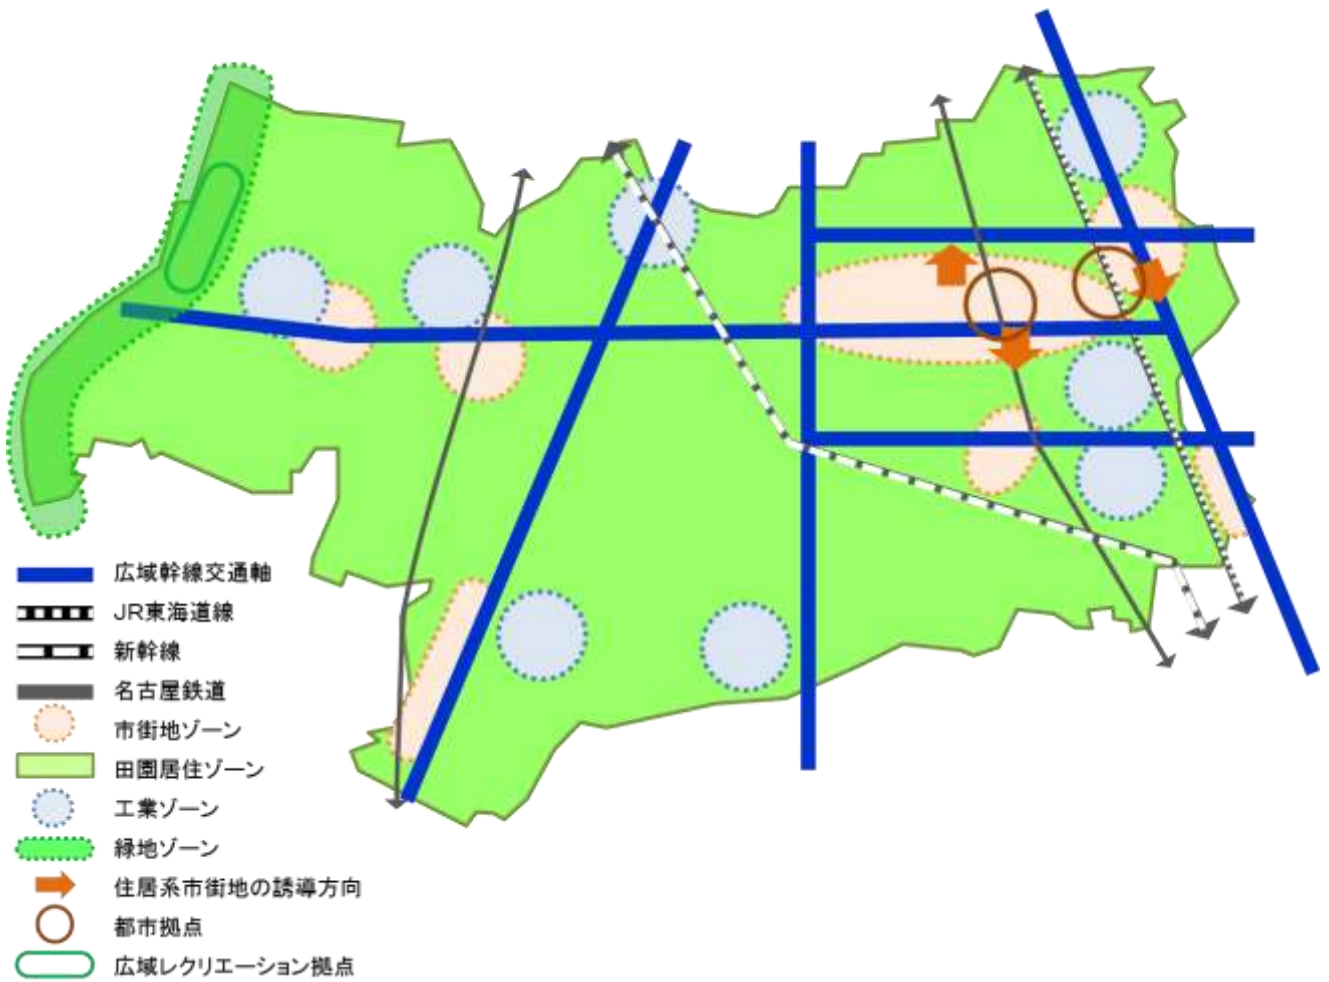 広域幹線交通軸
JR東海道線
新幹線
名古屋鉄道
市街地ゾーン
田園居住ゾーン
工業ゾーン
緑地ゾーン
住居系市街地の誘導方向
都市拠点
広域レクリエーション拠点